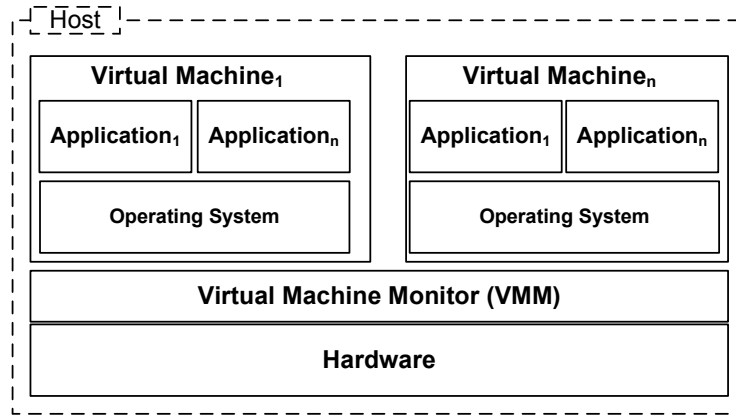 Host
Virtual Machine₁ Virtual Machineₙ
Application₁ Applicationₙ Application₁ Applicationₙ
Operating System Operating System
Virtual Machine Monitor (VMM)
Hardware